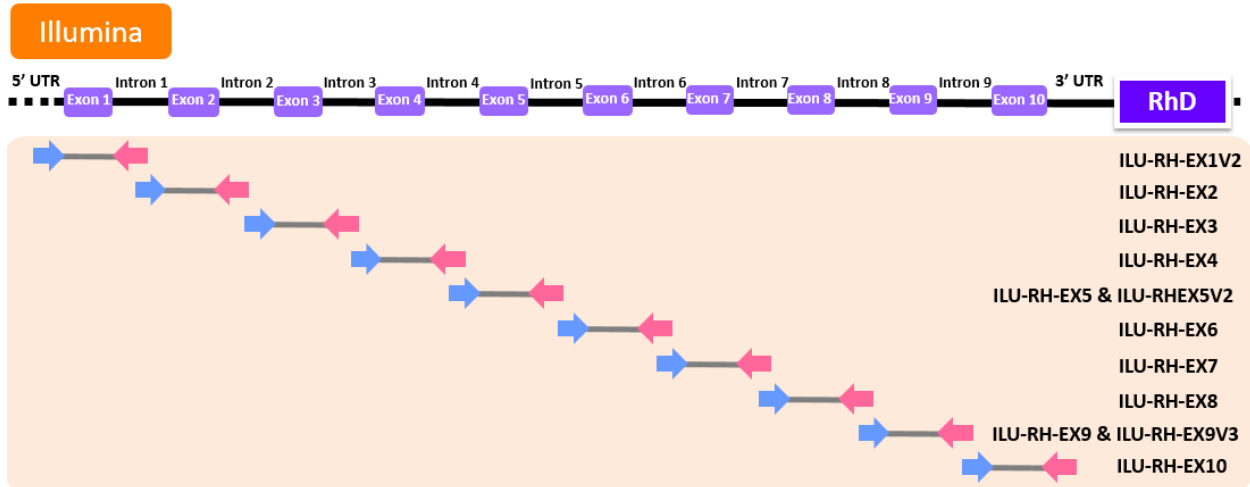 Illumina
5’ UTR Intron 1 Intron 2 Intron 3 Intron 4 Intron 5 Intron 6 Intron 7 Intron 8 Intron 9 3’ UTR
Exon 1 Exon 2 Exon 3 Exon 4 Exon 5 Exon 6 Exon 7 Exon 8 Exon 9 Exon 10 RhD
ILU-RH-EX1V2
ILU-RH-EX2
ILU-RH-EX3
ILU-RH-EX4
ILU-RH-EX5 & ILU-RHEX5V2
ILU-RH-EX6
ILU-RH-EX7
ILU-RH-EX8
ILU-RH-EX9 & ILU-RH-EX9V3
ILU-RH-EX10